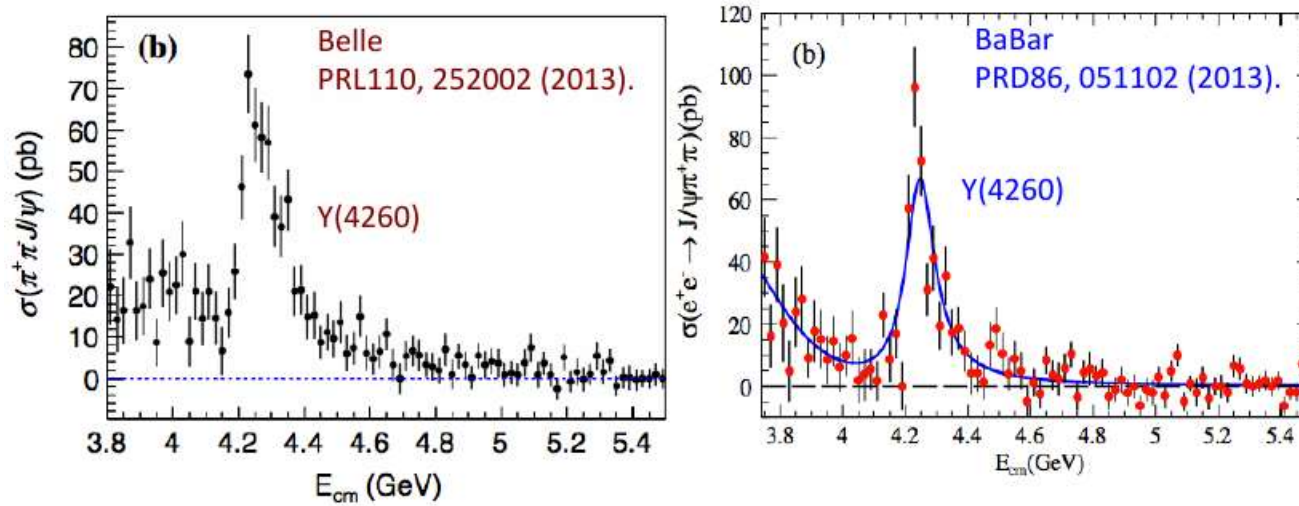 (b)
Belle
PRL110, 252002 (2013).
Y(4260)
σ(π⁺π⁻J/ψ) (pb)
80
70
60
50
40
30
20
10
0
3.8 4 4.2 4.4 4.6 4.8 5 5.2 5.4
E_cm (GeV)
(b)
BaBar
PRD86, 051102 (2013).
Y(4260)
σ(e⁺e⁻ → J/ψπ⁺π)(pb)
120
100
80
60
40
20
0
3.8 4 4.2 4.4 4.6 4.8 5 5.2 5.4
E_cm(GeV)